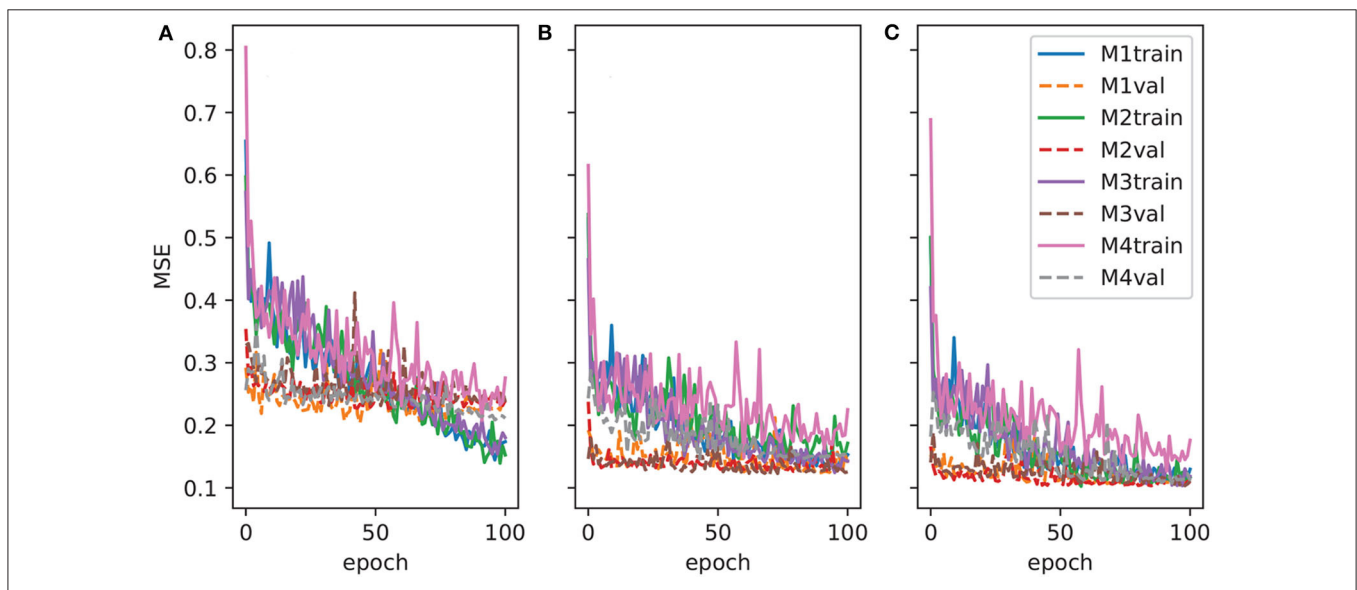 A
B
C
MSE
0.8
0.7
0.6
0.5
0.4
0.3
0.2
0.1
0 50 100
epoch
0 50 100
epoch
0 50 100
epoch
M1train
M1val
M2train
M2val
M3train
M3val
M4train
M4val